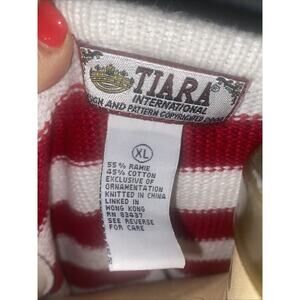 TIARA
INTERNATIONAL
AND PATTERN COPYRIGHTED
XL
55% RAMIE
45% COTTON
EXCLUSIVE OF
ORNAMENTATION
KNITTED IN CHINA
LINKED IN
HONG KONG
RN 83437
SEE REVERSE
FOR CARE